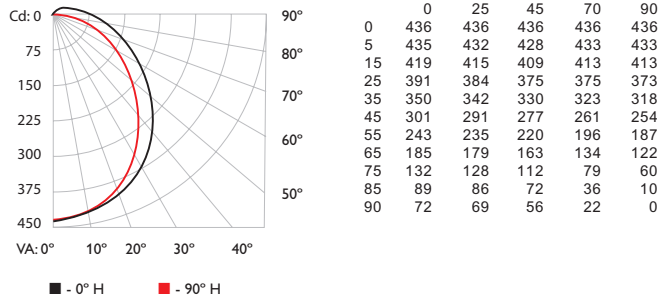 Cd: 0
75
150
225
300
375
450
90°
80°
70°
60°
50°
VA: 0° 10° 20° 30° 40°
- 0° H - 90° H
0 25 45 70 90
0 436 436 436 436 436
5 435 432 428 433 433
15 419 415 409 413 413
25 391 384 375 375 373
35 350 342 330 323 318
45 301 291 277 261 254
55 243 235 220 196 187
65 185 179 163 134 122
75 132 128 112 79 60
85 89 86 72 36 10
90 72 69 56 22 0